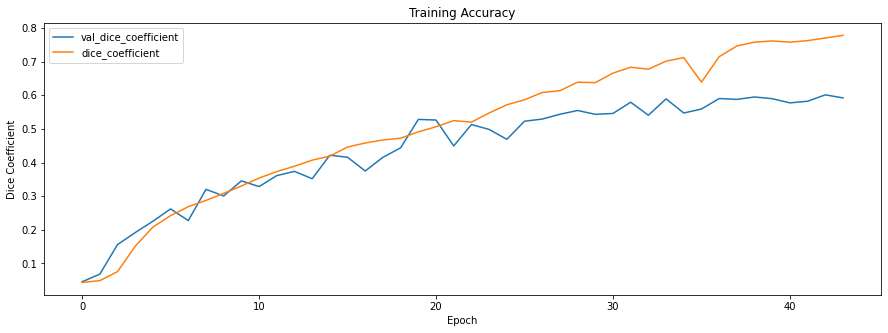 Training Accuracy
val_dice_coefficient
dice_coefficient
Dice Coefficient
0.8
0.7
0.6
0.5
0.4
0.3
0.2
0.1
0 10 20 30 40
Epoch